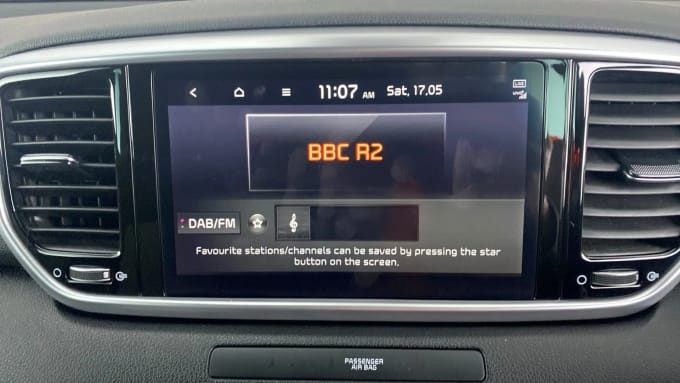 11:07 AM Sat, 17.05
LIVE
BBC R2
DAB/FM
Favourite stations/channels can be saved by pressing the star
button on the screen.
PASSENGER
AIR BAG